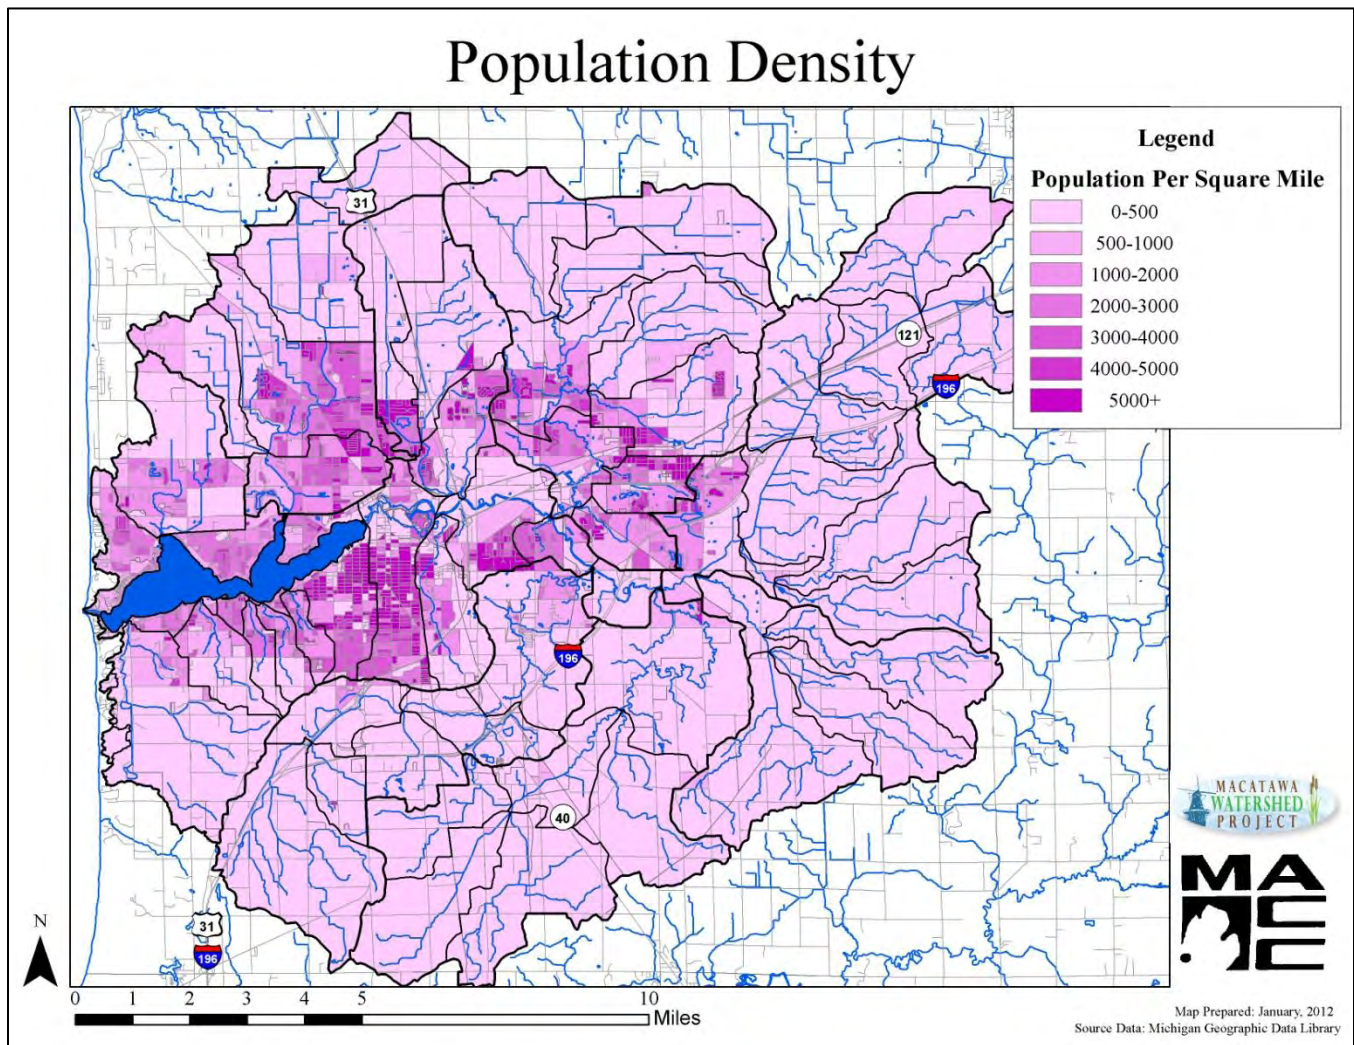 Population Density
Legend
Population Per Square Mile
0-500
500-1000
1000-2000
2000-3000
3000-4000
4000-5000
5000+
31
121
196
196
40
31
196
N
0 1 2 3 4 5 10
Miles
MACATAWA
WATERSHED
PROJECT
MACC
Map Prepared: January, 2012
Source Data: Michigan Geographic Data Library